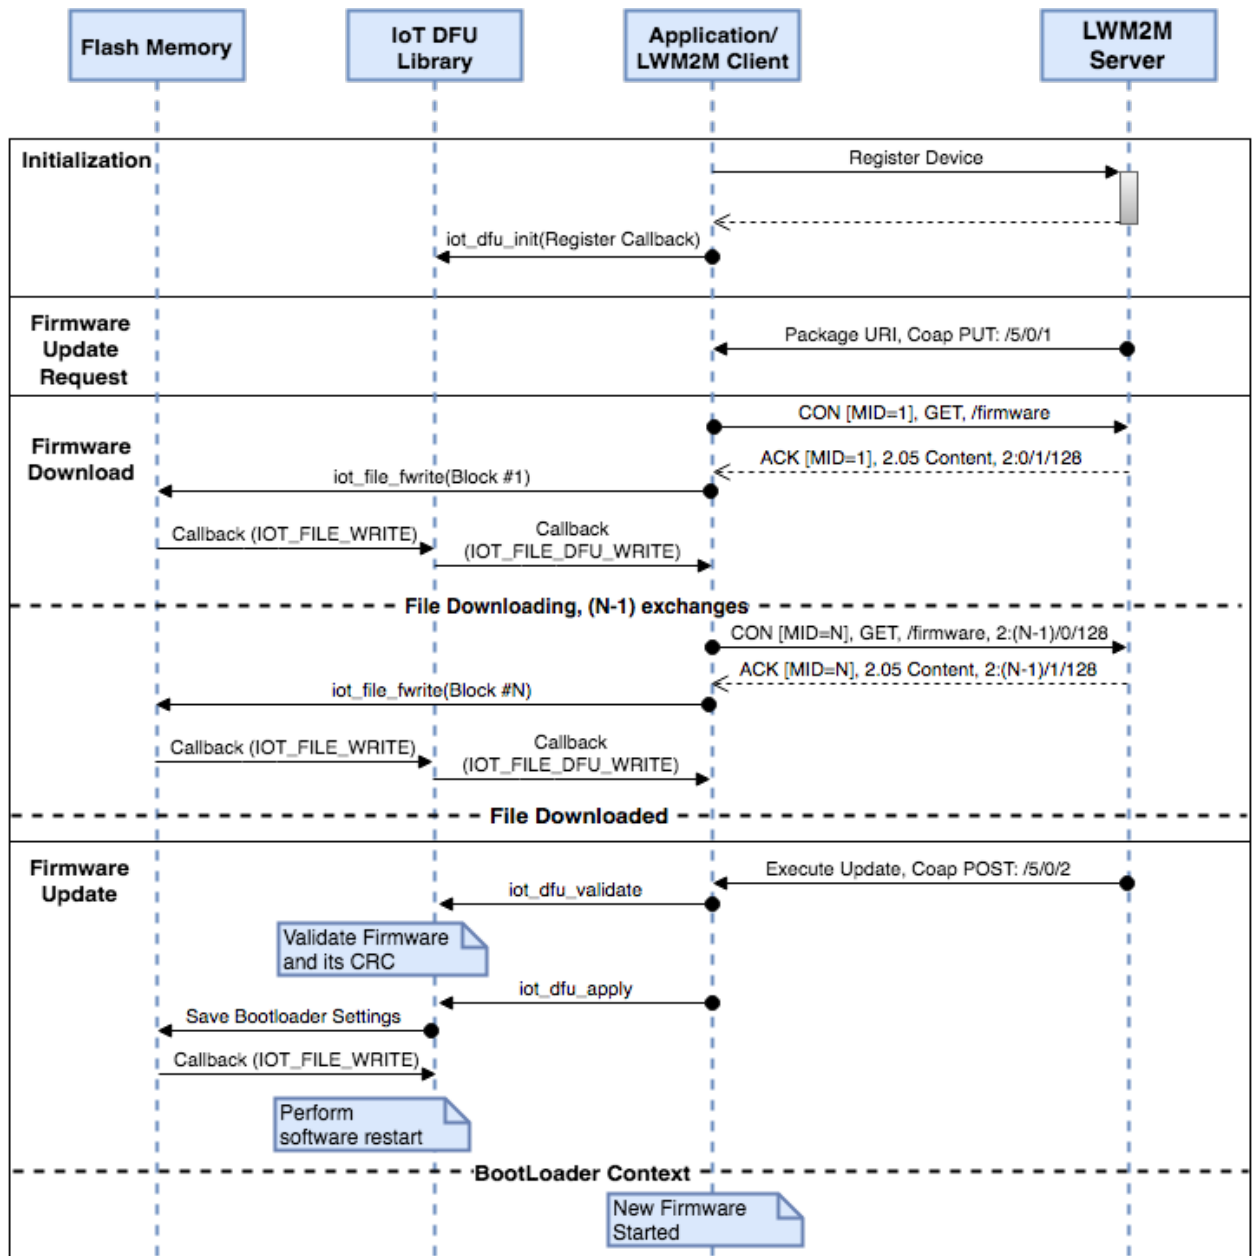 Flash Memory
IoT DFU
Library
Application/
LWM2M Client
LWM2M
Server
Initialization
Register Device
iot_dfu_init(Register Callback)
Firmware
Update
Request
Package URI, Coap PUT: /5/0/1
Firmware
Download
CON [MID=1], GET, /firmware
ACK [MID=1], 2.05 Content, 2:0/1/128
iot_file_fwrite(Block #1)
Callback (IOT_FILE_WRITE)
Callback
(IOT_FILE_DFU_WRITE)
File Downloading, (N-1) exchanges
CON [MID=N], GET, /firmware, 2:(N-1)/0/128
ACK [MID=N], 2.05 Content, 2:(N-1)/1/128
iot_file_fwrite(Block #N)
Callback (IOT_FILE_WRITE)
Callback
(IOT_FILE_DFU_WRITE)
File Downloaded
Firmware
Update
Execute Update, Coap POST: /5/0/2
iot_dfu_validate
Validate Firmware
and its CRC
iot_dfu_apply
Save Bootloader Settings
Callback (IOT_FILE_WRITE)
Perform
software restart
BootLoader Context
New Firmware
Started